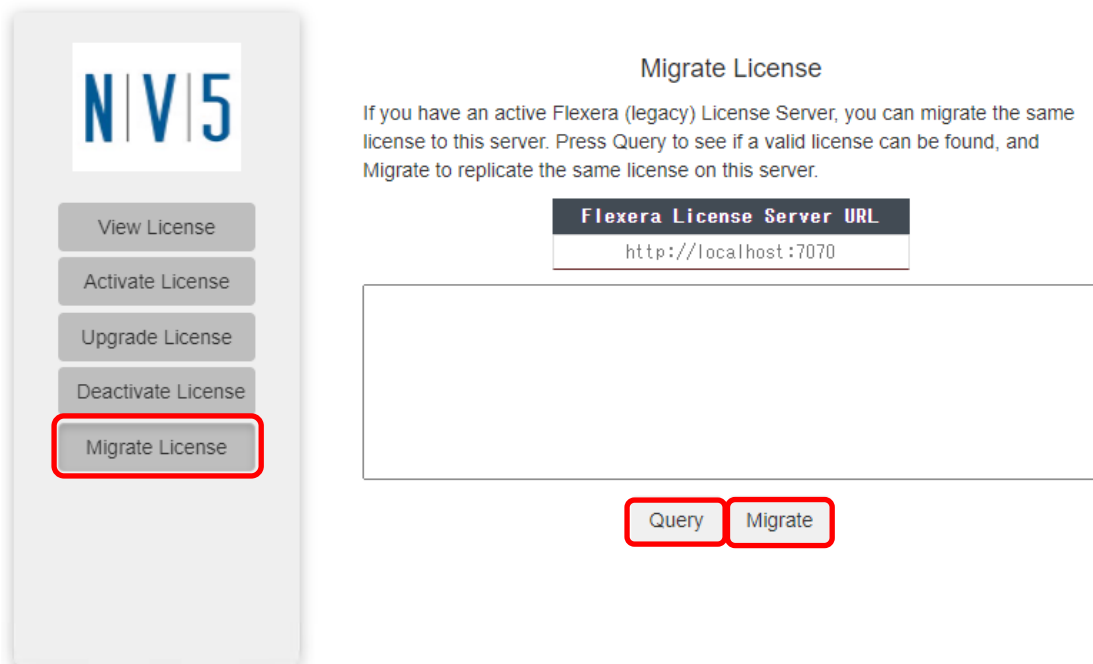 N|V|5
View License
Activate License
Upgrade License
Deactivate License
Migrate License
Migrate License
If you have an active Flexera (legacy) License Server, you can migrate the same
license to this server. Press Query to see if a valid license can be found, and
Migrate to replicate the same license on this server.
Flexera License Server URL
http://localhost:7070
Query Migrate